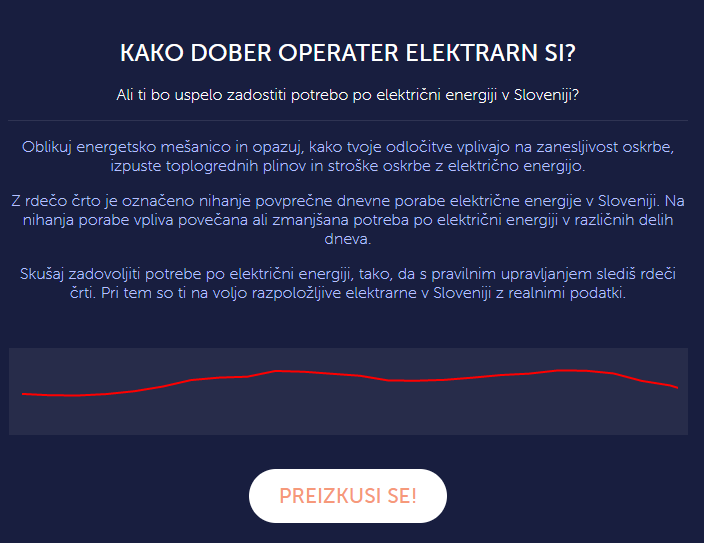 KAKO DOBER OPERATER ELEKTRARN SI?
Ali ti bo uspelo zadostiti potrebo po električni energiji v Sloveniji?
Oblikuj energetsko mešanico in opazuj, kako tvoje odločitve vplivajo na zanesljivost oskrbe,
izpuste toplogrednih plinov in stroške oskrbe z električno energijo.
Z rdečo črto je označeno nihanje povprečne dnevne porabe električne energije v Sloveniji. Na
nihanja porabe vpliva povečana ali zmanjšana potreba po električni energiji v različnih delih
dneva.
Skušaj zadovoljiti potrebe po električni energiji, tako, da s pravilnim upravljanjem slediš rdeči
črti. Pri tem so ti na voljo razpoložljive elektrarne v Sloveniji z realnimi podatki.
PREIZKUSI SE!